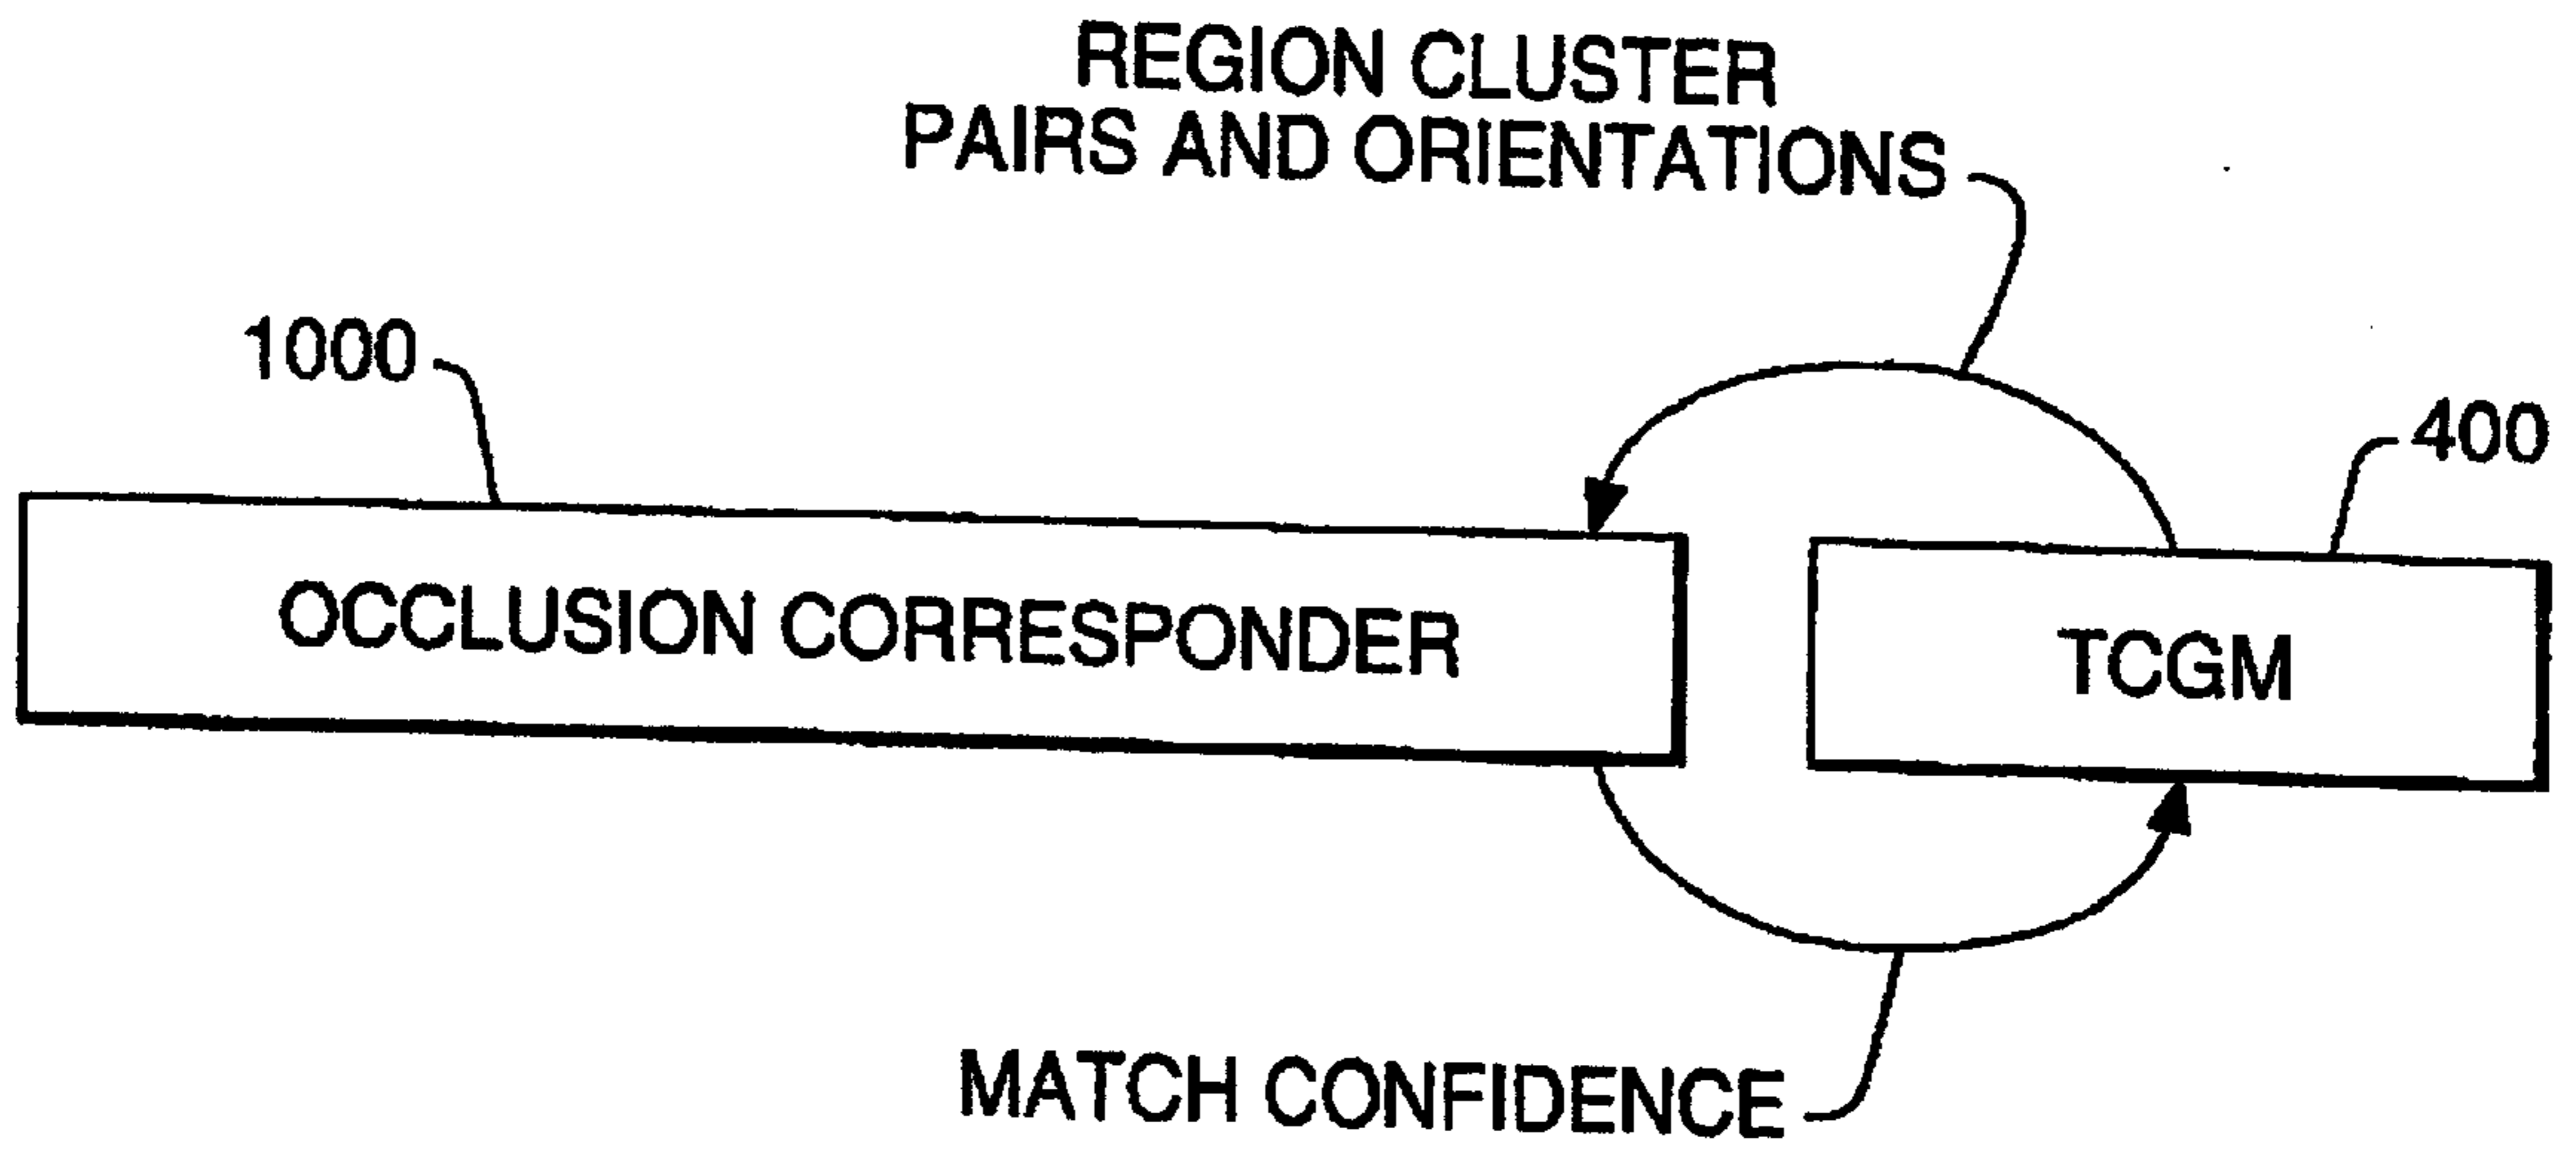 REGION CLUSTER
PAIRS AND ORIENTATIONS
1000
400
OCCLUSION CORRESPONDER
TCGM
MATCH CONFIDENCE